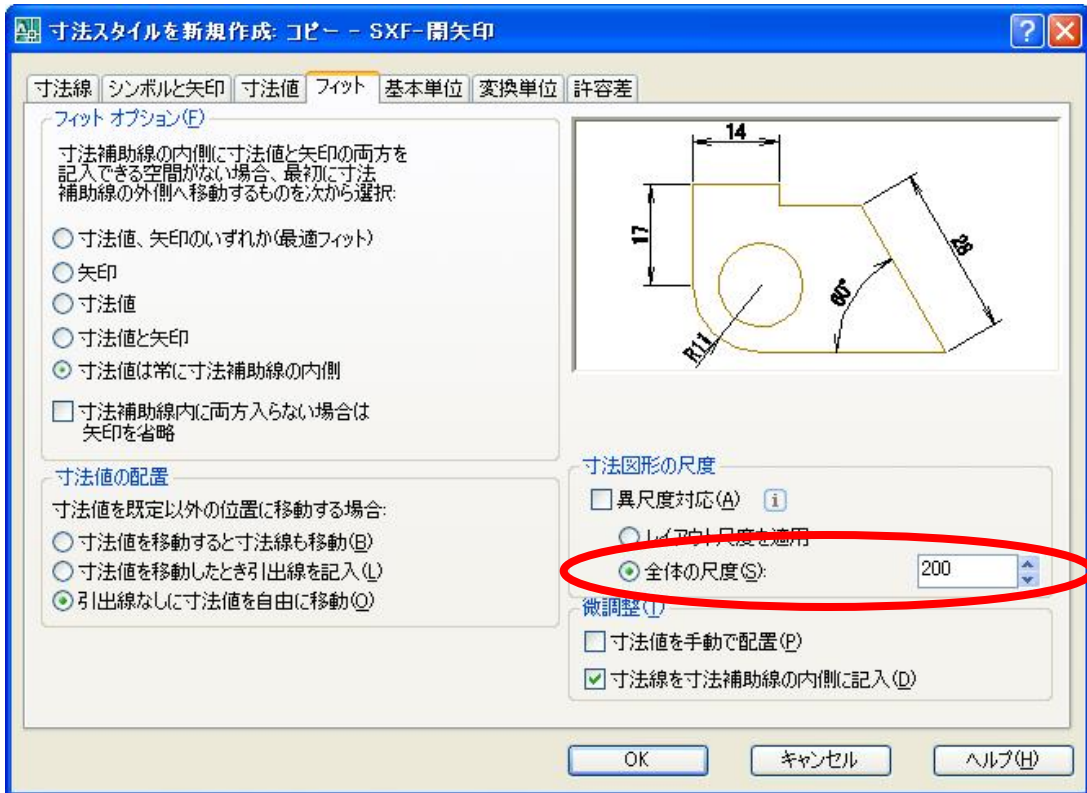 寸法スタイルを新規作成: コピー - SXF-開矢印
寸法線 シンボルと矢印 寸法値 フィット 基本単位 変換単位 許容差
フィット オプション(F)
寸法補助線の内側に寸法値と矢印の両方を
記入できる空間がない場合、最初に寸法
補助線の外側へ移動するものを次から選択:
寸法値、矢印のいずれか(最適フィット)
矢印
寸法値
寸法値と矢印
寸法値は常に寸法補助線の内側
寸法補助線内に両方入らない場合は
矢印を省略
寸法値の配置
寸法値を既定以外の位置に移動する場合:
寸法値を移動すると寸法線も移動(B)
寸法値を移動したとき引出線を記入(L)
引出線なしに寸法値を自由に移動(O)
14
17
28
60°
R11
寸法図形の尺度
異尺度対応(A) i
レイアウト尺度を適用
全体の尺度(S): 200
微調整(T)
寸法値を手動で配置(P)
寸法線を寸法補助線の内側に記入(D)
OK キャンセル ヘルプ(H)